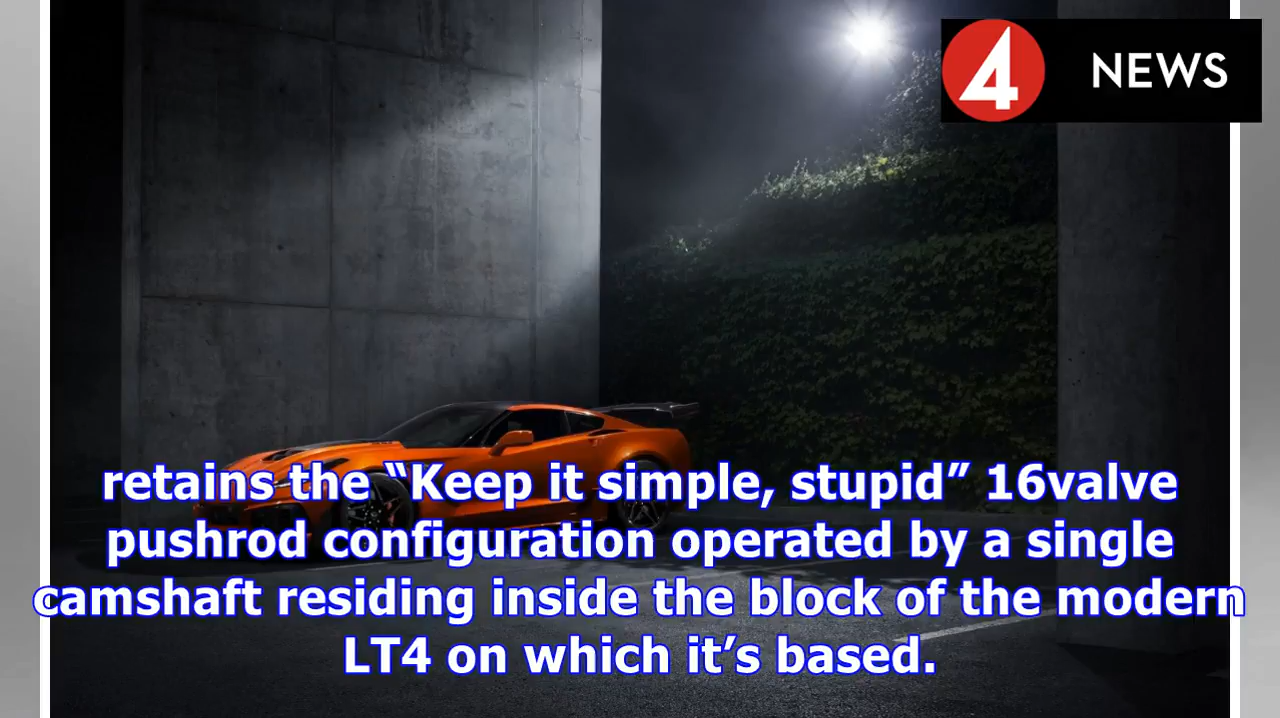 4 NEWS
retains the “Keep it simple, stupid” 16valve
pushrod configuration operated by a single
camshaft residing inside the block of the modern
LT4 on which it’s based.